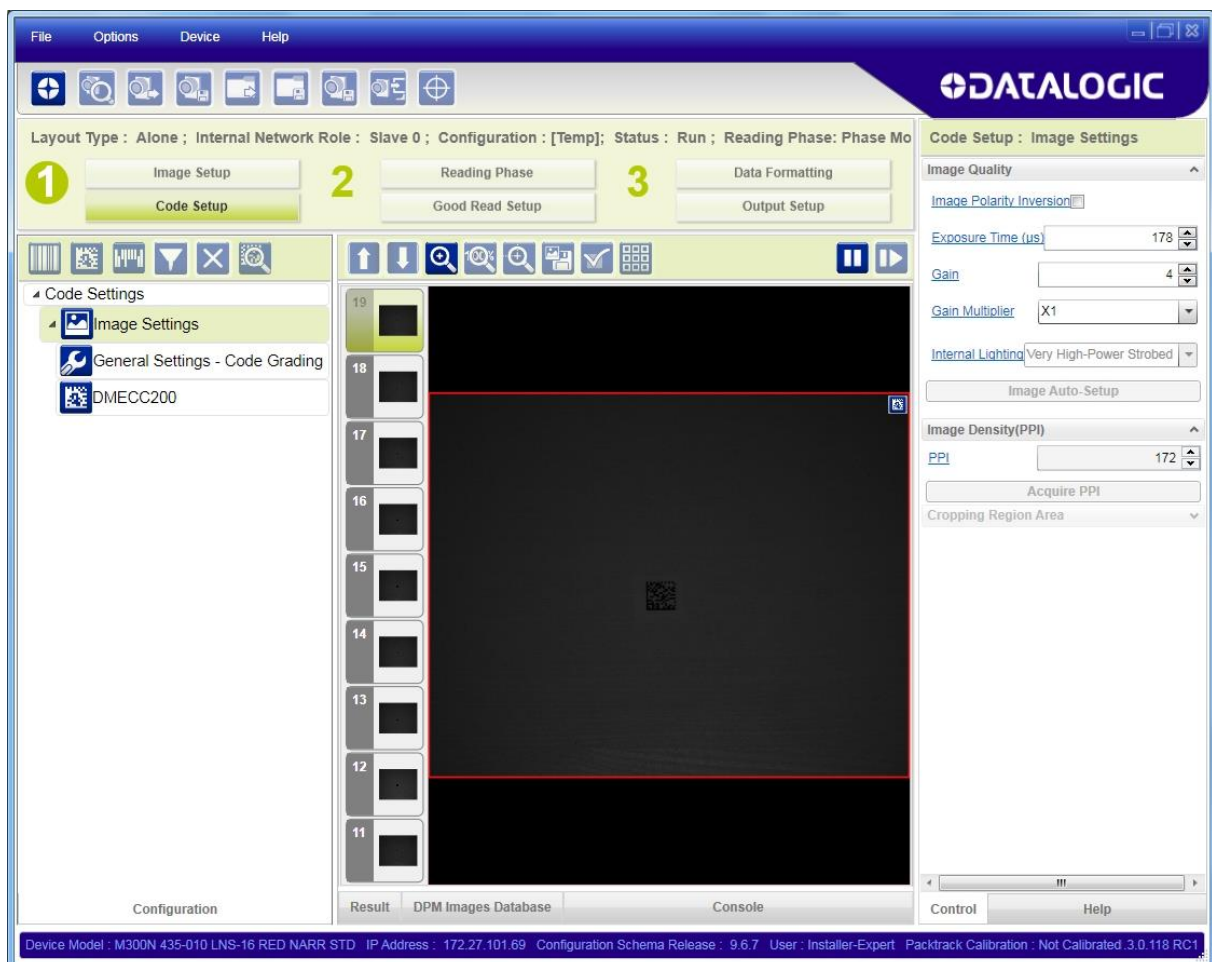 File Options Device Help
DATALOGIC
Layout Type : Alone ; Internal Network Role : Slave 0 ; Configuration : [Temp]; Status : Run ; Reading Phase: Phase Mo
1 Image Setup 2 Reading Phase 3 Data Formatting
Code Setup Good Read Setup Output Setup
Code Settings
Image Settings
General Settings - Code Grading
DMECC200
Configuration
100%
19
18
17
16
15
14
13
12
11
Result DPM Images Database Console
Code Setup : Image Settings
Image Quality
Image Polarity Inversion
Exposure Time (µs) 178
Gain 4
Gain Multiplier X1
Internal Lighting Very High-Power Strobed
Image Auto-Setup
Image Density(PPI)
PPI 172
Acquire PPI
Cropping Region Area
Control Help
Device Model : M300N 435-010 LNS-16 RED NARR STD IP Address : 172.27.101.69 Configuration Schema Release : 9.6.7 User : Installer-Expert Packtrack Calibration : Not Calibrated .3.0.118 RC1